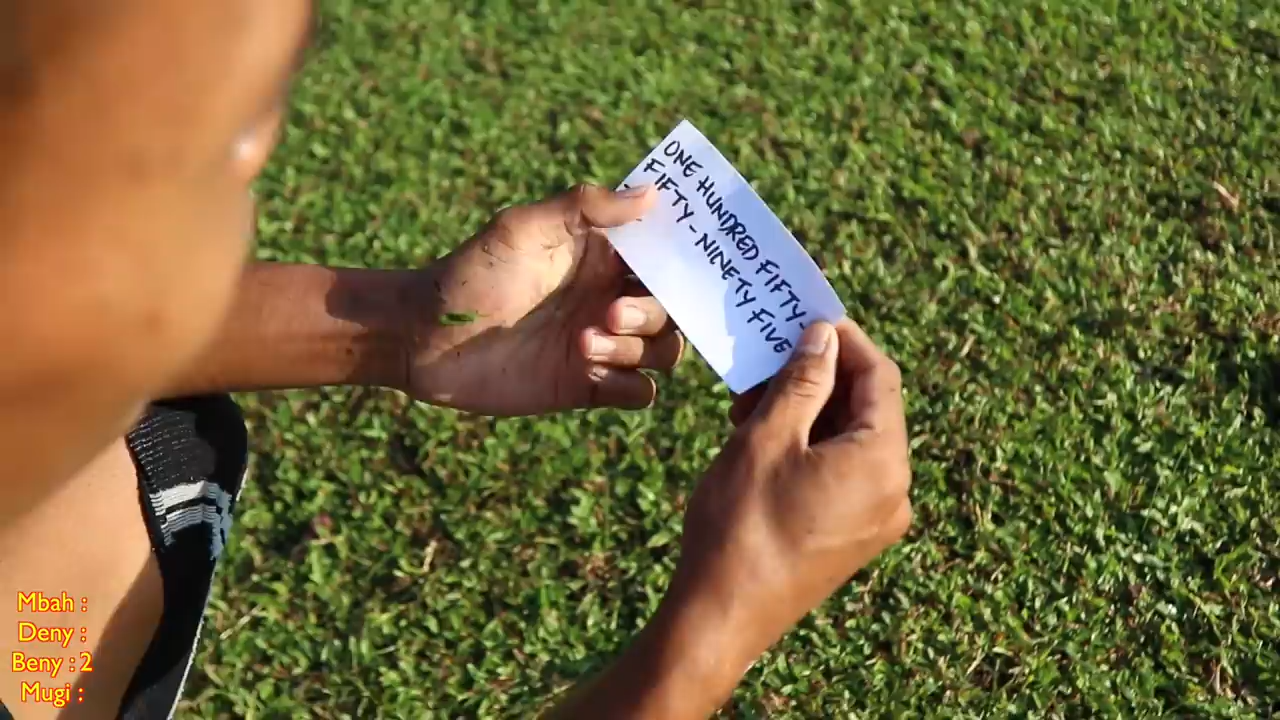 ONE HUNDRED FIFTY-
FIFTY-NINETY FIVE
Mbah :
Deny :
Beny : 2
Mugi :